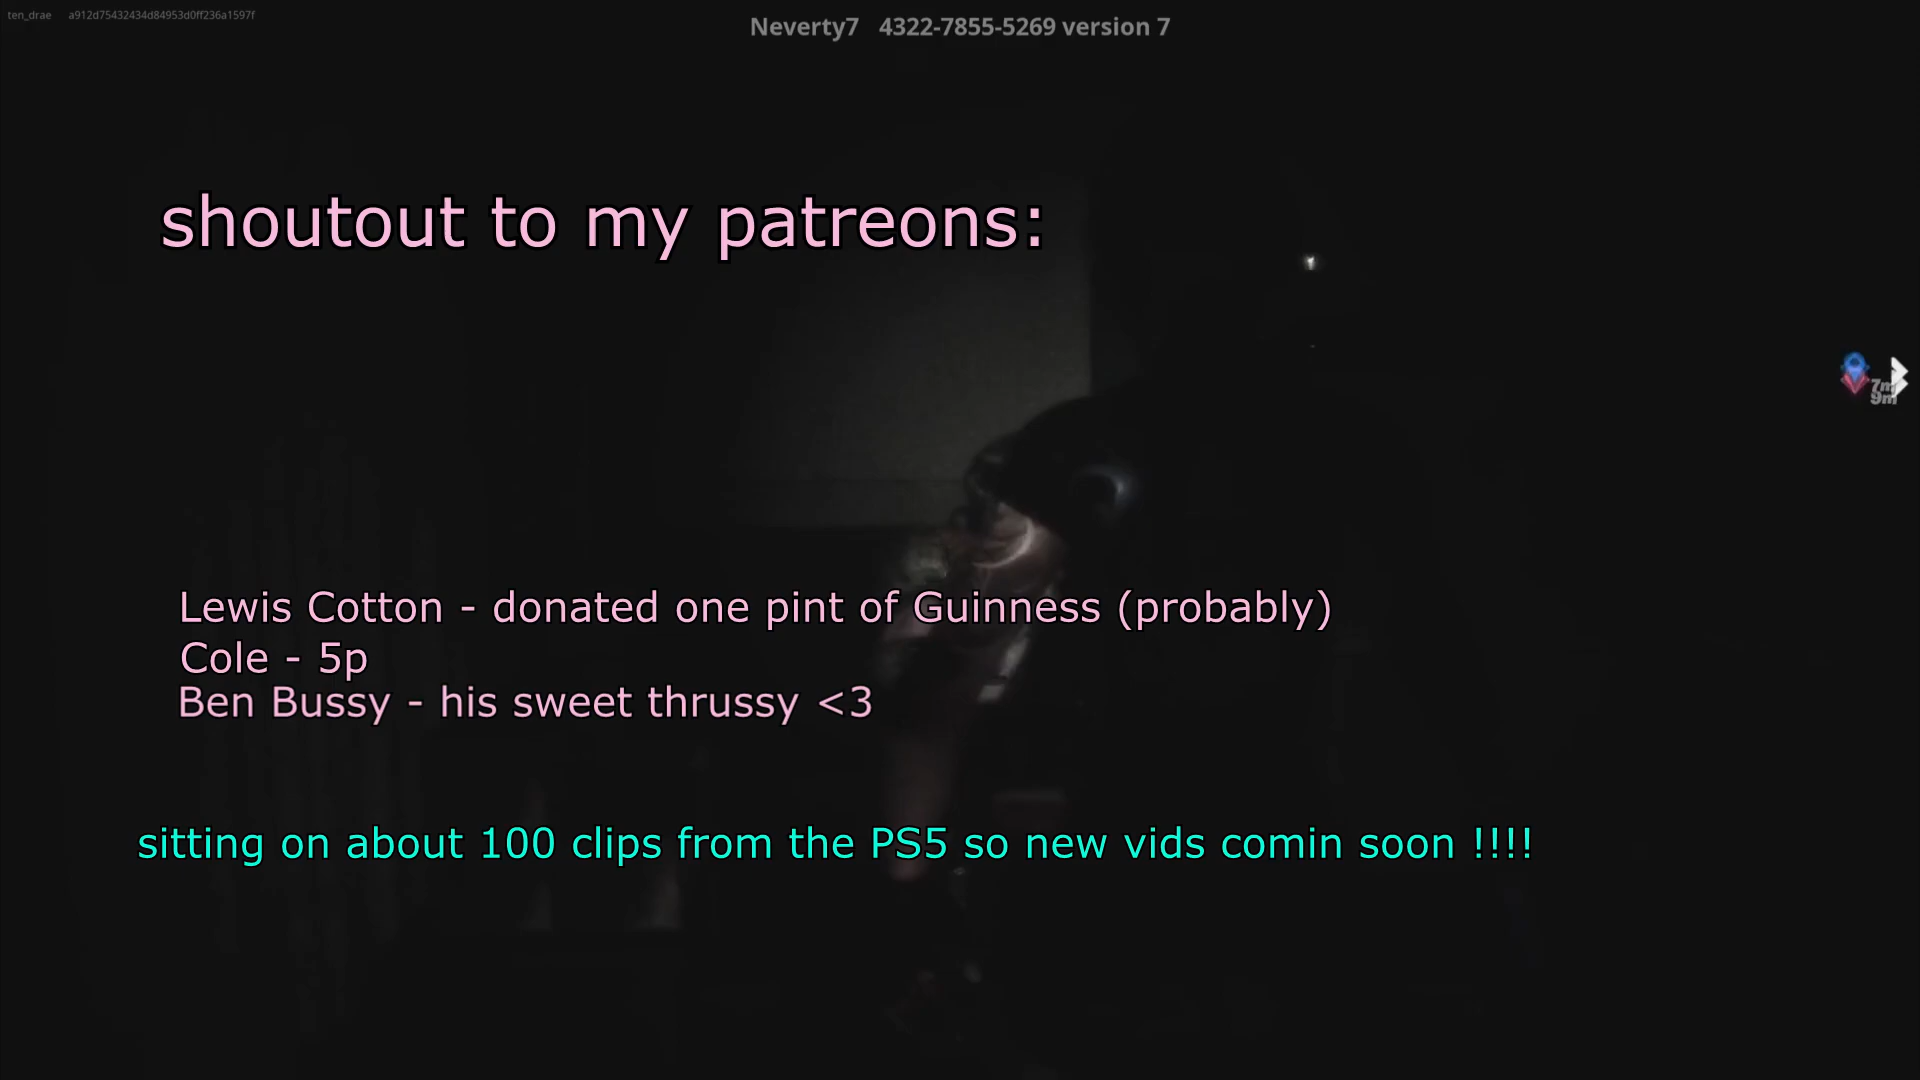 ten_drae a912d75432434d84953d0ff236a1597f
Neverty7 4322-7855-5269 version 7
shoutout to my patreons:
7m
9m
Lewis Cotton - donated one pint of Guinness (probably)
Cole - 5p
Ben Bussy - his sweet thrussy <3
sitting on about 100 clips from the PS5 so new vids comin soon !!!!